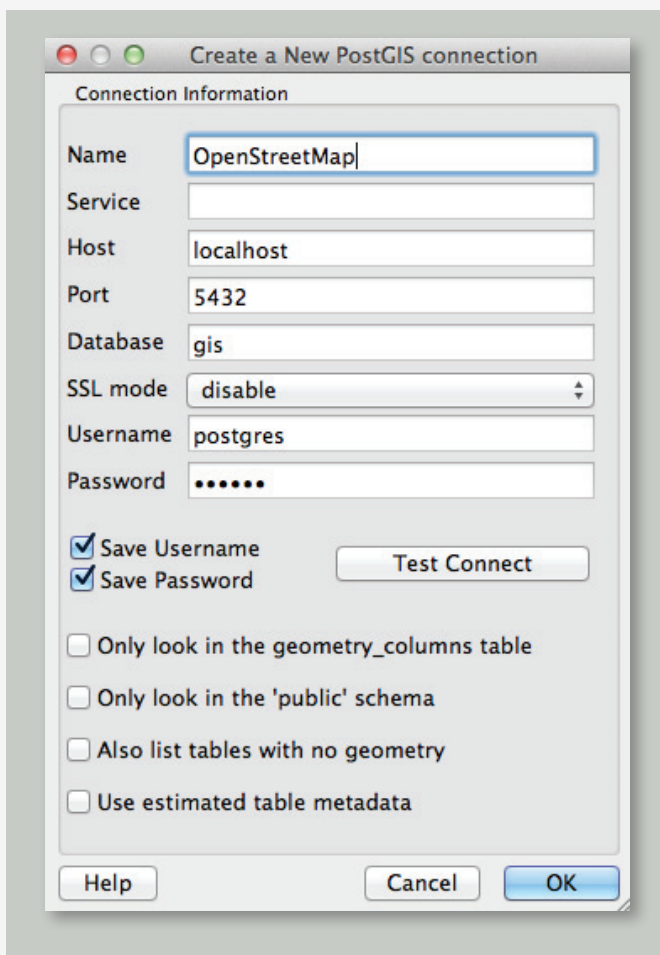 Create a New PostGIS connection
Connection Information
Name OpenStreetMap
Service
Host localhost
Port 5432
Database gis
SSL mode disable
Username postgres
Password ••••••
Save Username
Save Password
Test Connect
Only look in the geometry_columns table
Only look in the 'public' schema
Also list tables with no geometry
Use estimated table metadata
Help Cancel OK